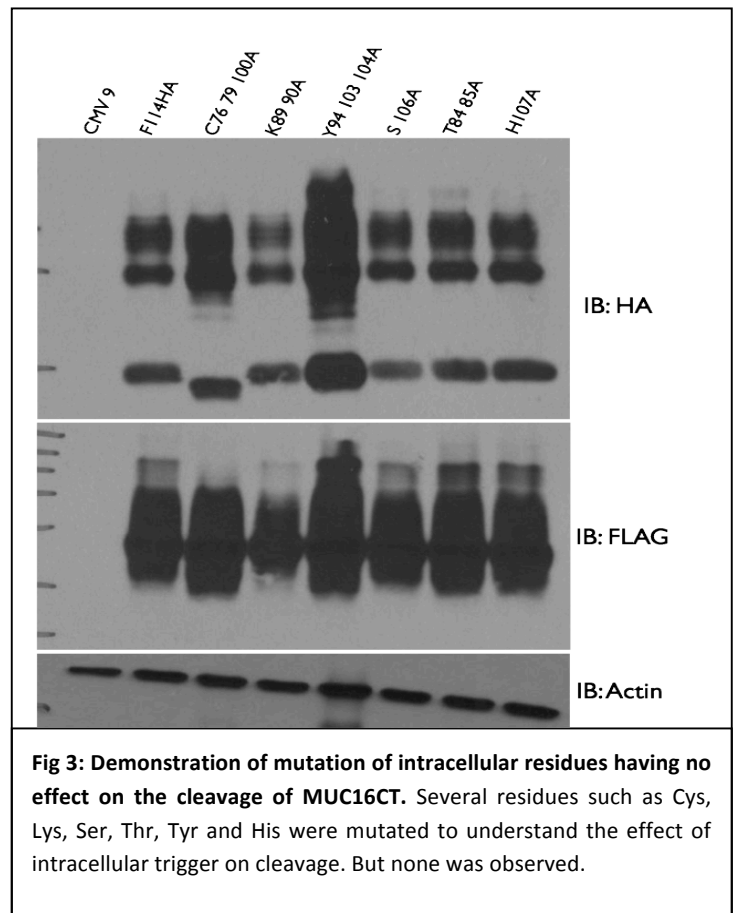 CMV 9
F114HA
C76 79 100A
K89 90A
Y94 103 104A
S 106A
T84 85A
H107A
IB: HA
IB: FLAG
IB: Actin
Fig 3: Demonstration of mutation of intracellular residues having no
effect on the cleavage of MUC16CT. Several residues such as Cys,
Lys, Ser, Thr, Tyr and His were mutated to understand the effect of
intracellular trigger on cleavage. But none was observed.